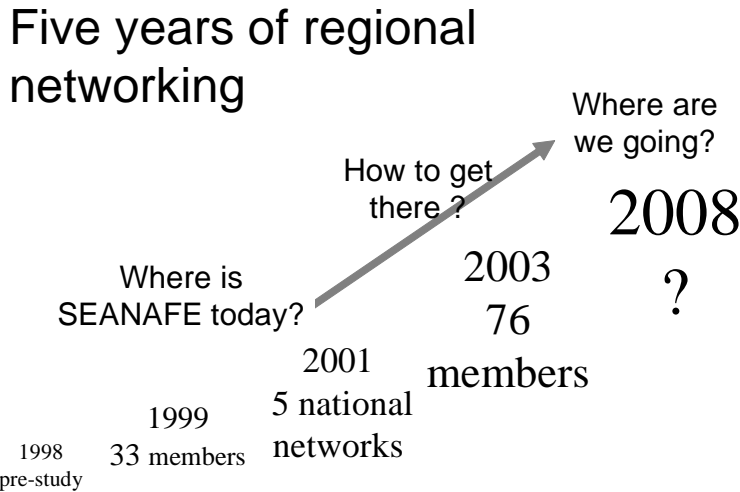 Five years of regional
networking
Where are
we going?
How to get
there ?
2008
?
Where is
SEANAFE today?
2003
76
members
2001
5 national
networks
1999
33 members
1998
pre-study